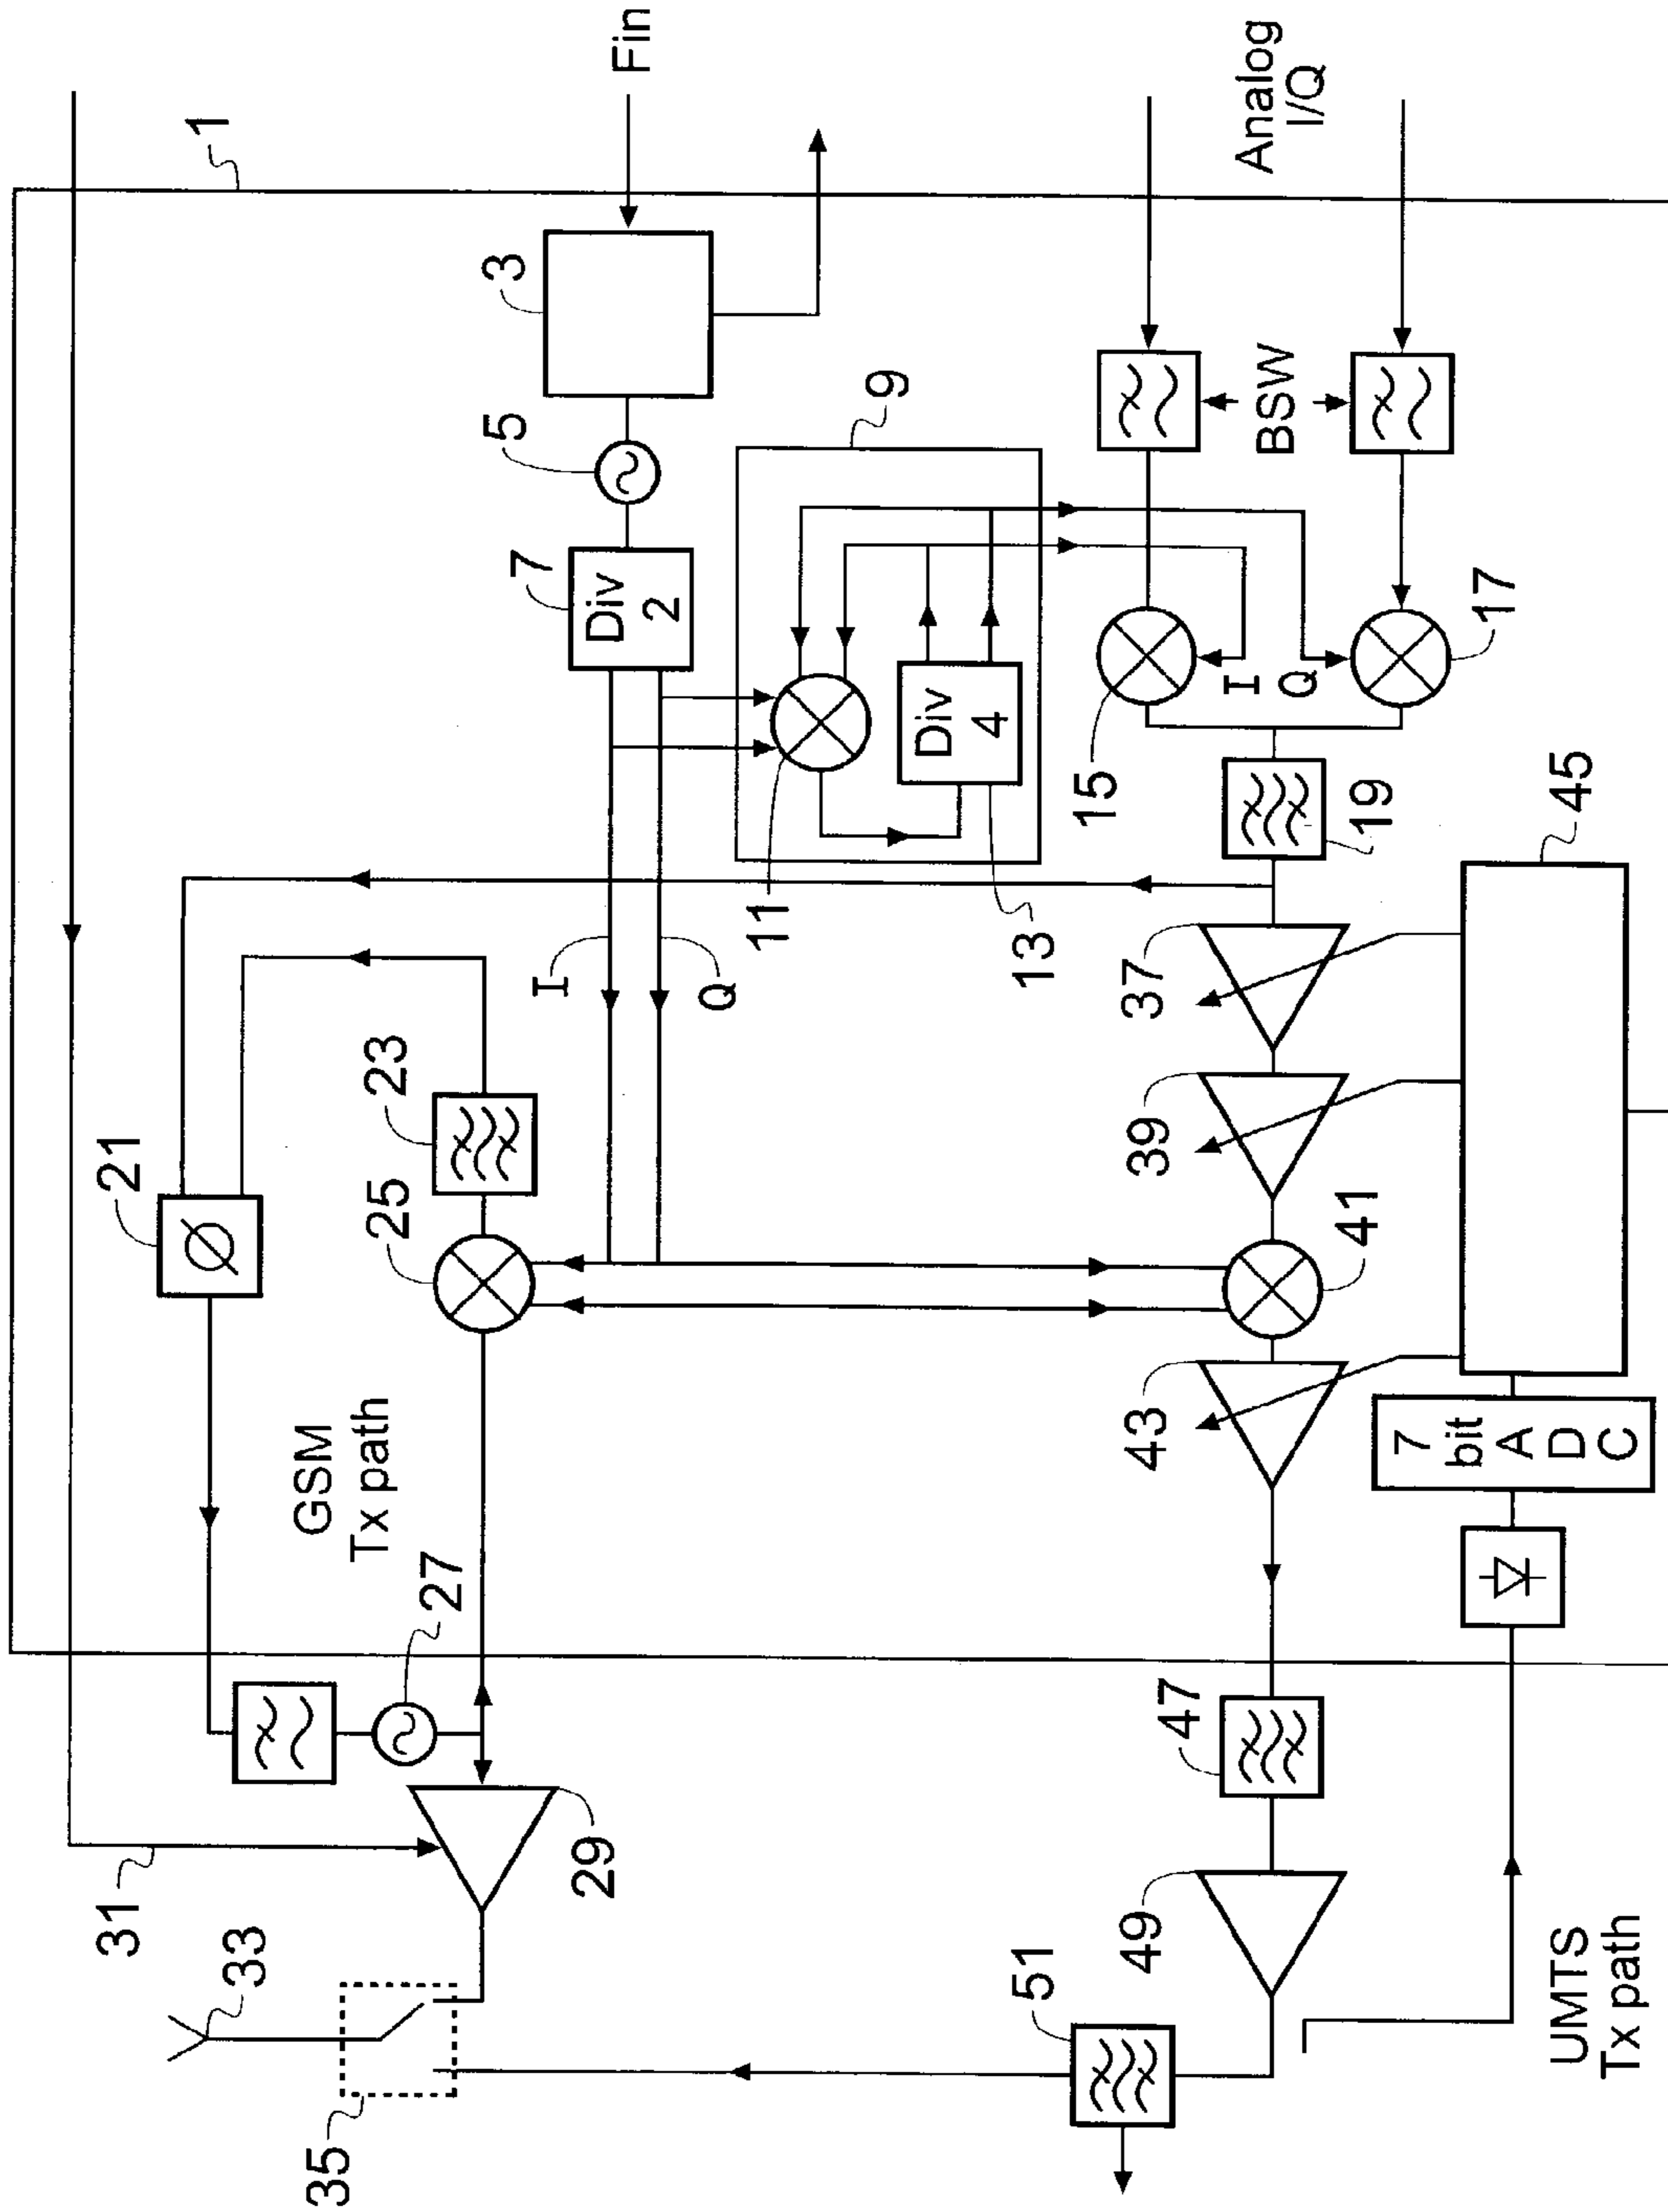 1
Fin
3
5
7
Div
2
9
11
Div
4
13
Analog
I/Q
BSW
15
I
Q
17
19
21
23
25
I
Q
GSM
Tx path
27
29
31
33
35
37
39
41
43
45
7
bit
A
D
C
47
49
51
UMTS
Tx path